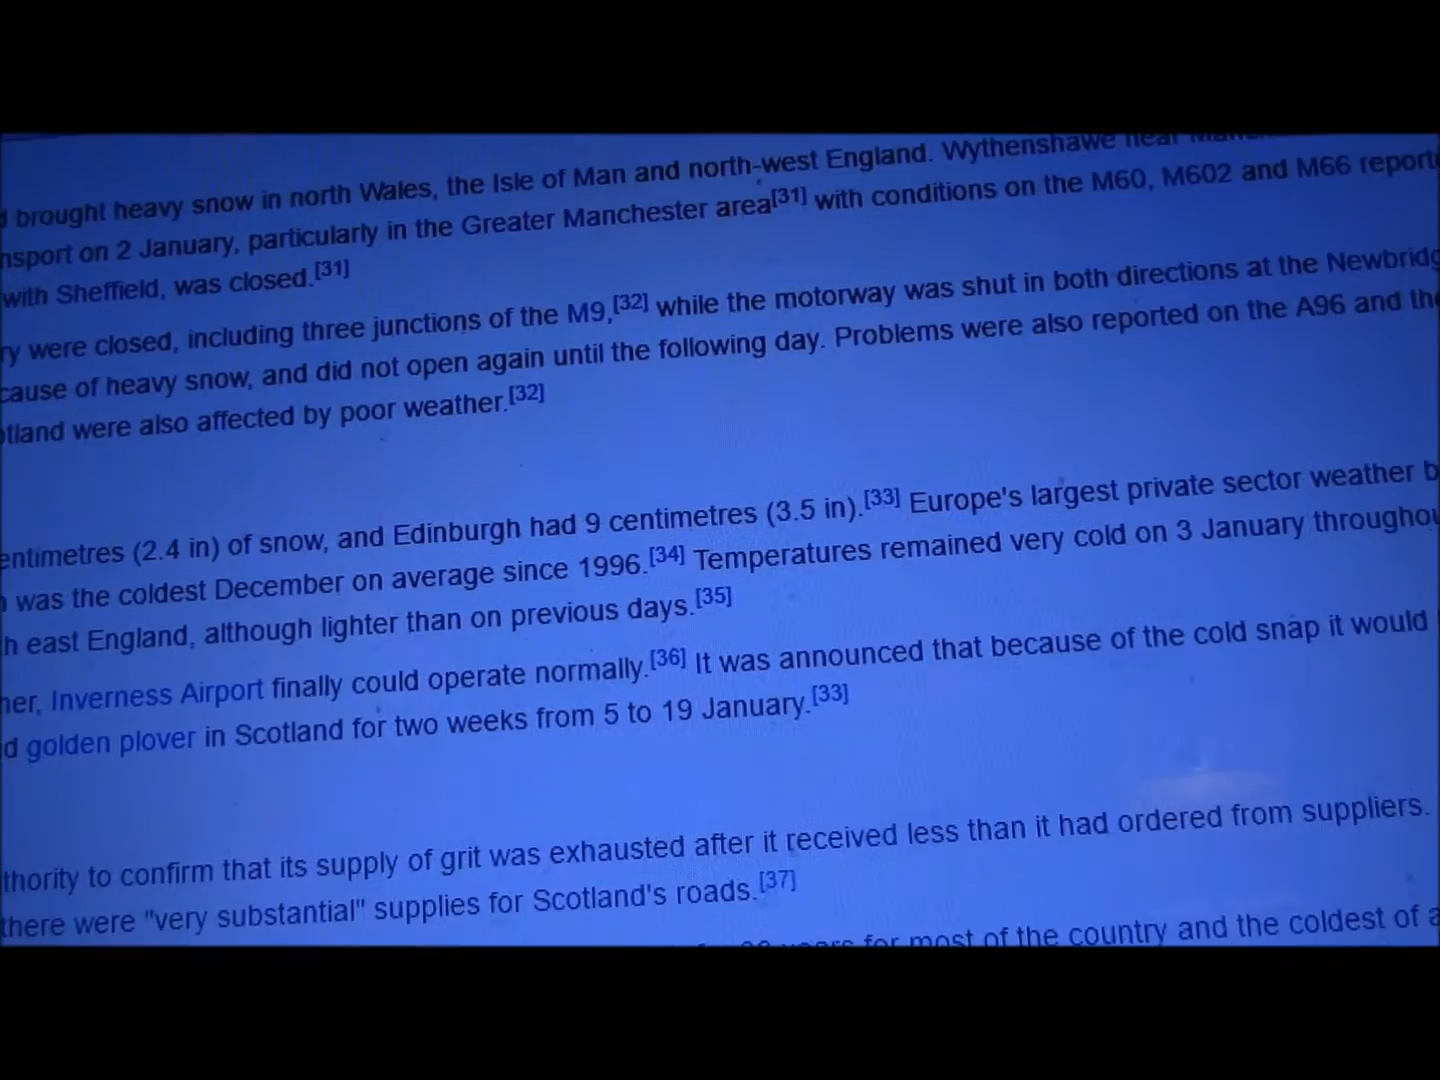 brought heavy snow in north Wales, the Isle of Man and north-west England. Wythenshawe near
on 2 January, particularly in the Greater Manchester area[31] with conditions on the M60, M602 and M66
with Sheffield, was closed.[31]
were closed, including three junctions of the M9,[32] while the motorway was shut in both directions at the
of heavy snow, and did not open again until the following day. Problems were also reported on the A96 and
were also affected by poor weather.[32]
(2.4 in) of snow, and Edinburgh had 9 centimetres (3.5 in).[33] Europe's largest private sector weather
was the coldest December on average since 1996.[34] Temperatures remained very cold on 3 January
east England, although lighter than on previous days.[35]
Inverness Airport finally could operate normally.[36] It was announced that because of the cold snap it would
golden plover in Scotland for two weeks from 5 to 19 January.[33]
thority to confirm that its supply of grit was exhausted after it received less than it had ordered from suppliers.
there were "very substantial" supplies for Scotland's roads.[37]
years for most of the country and the coldest of